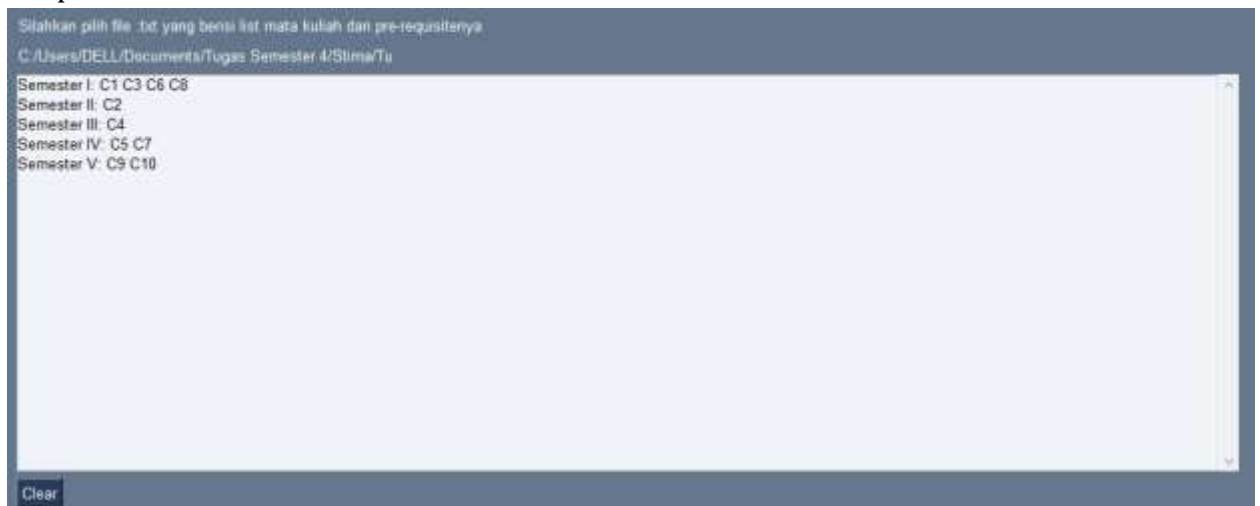 Silahkan pilih file .txt yang berisi list mata kuliah dan pre-requisitenya
C:/Users/DELL/Documents/Tugas Semester 4/Stima/Tu
Semester I: C1 C3 C6 C8
Semester II: C2
Semester III: C4
Semester IV: C5 C7
Semester V: C9 C10
Clear